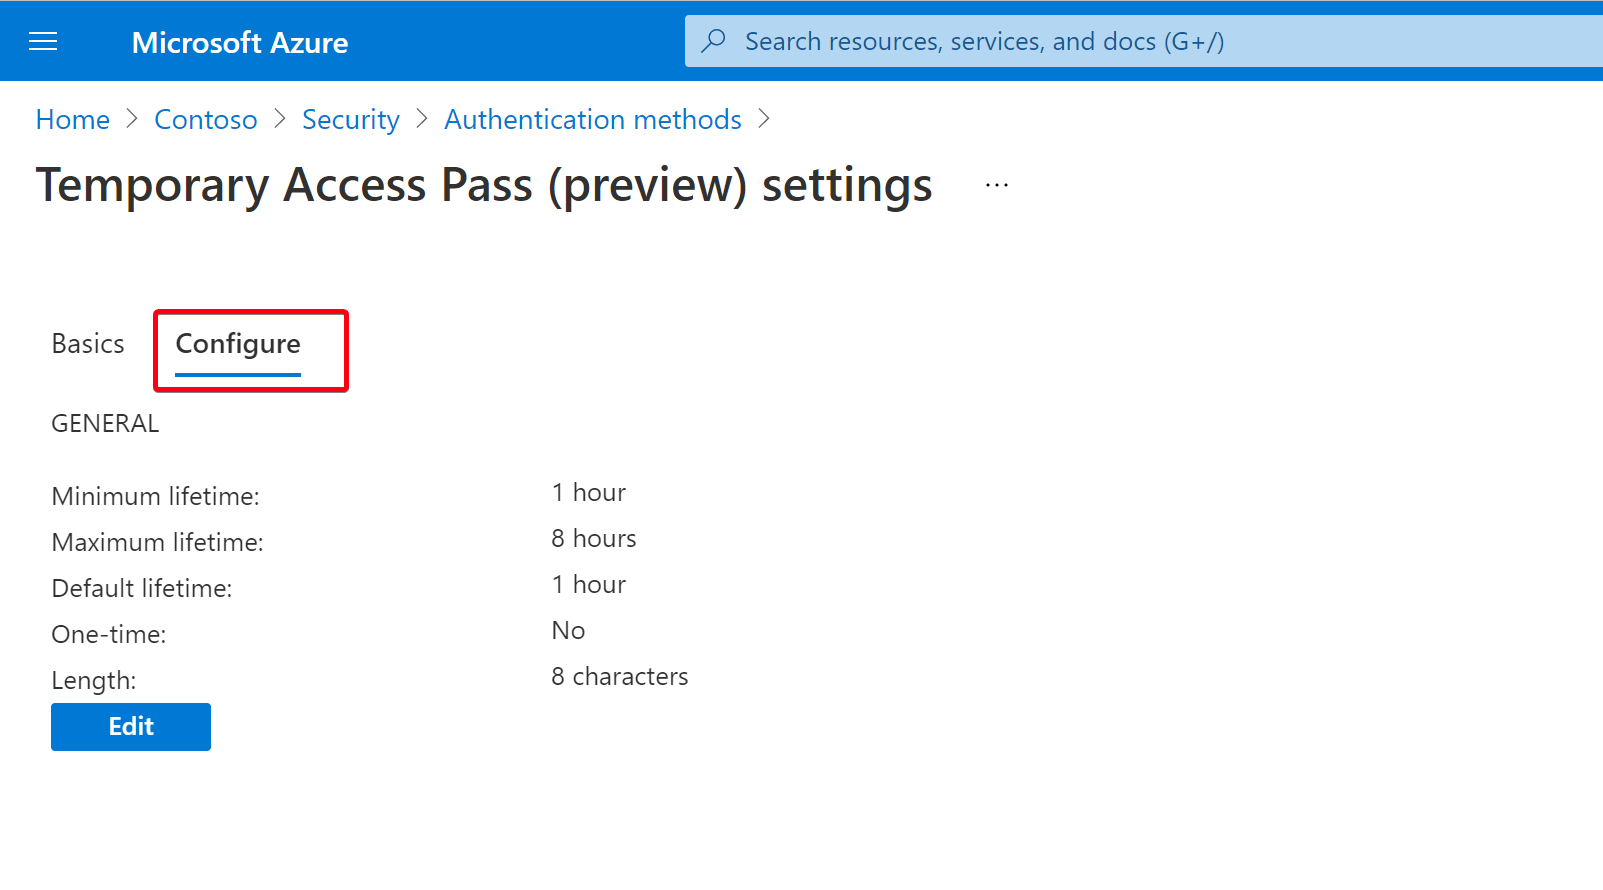 Microsoft Azure
Search resources, services, and docs (G+/)
Home > Contoso > Security > Authentication methods >
Temporary Access Pass (preview) settings ...
Basics
Configure
GENERAL
Minimum lifetime: 1 hour
Maximum lifetime: 8 hours
Default lifetime: 1 hour
One-time: No
Length: 8 characters
Edit